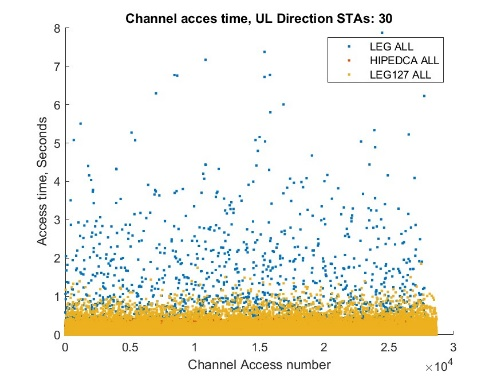 Channel acces time, UL Direction STAs: 30
8
7
6
5
4
3
2
1
0
Access time, Seconds
LEG ALL
HIPEDCA ALL
LEG127 ALL
0
0.5
1
1.5
2
2.5
3
×10⁴
Channel Access number